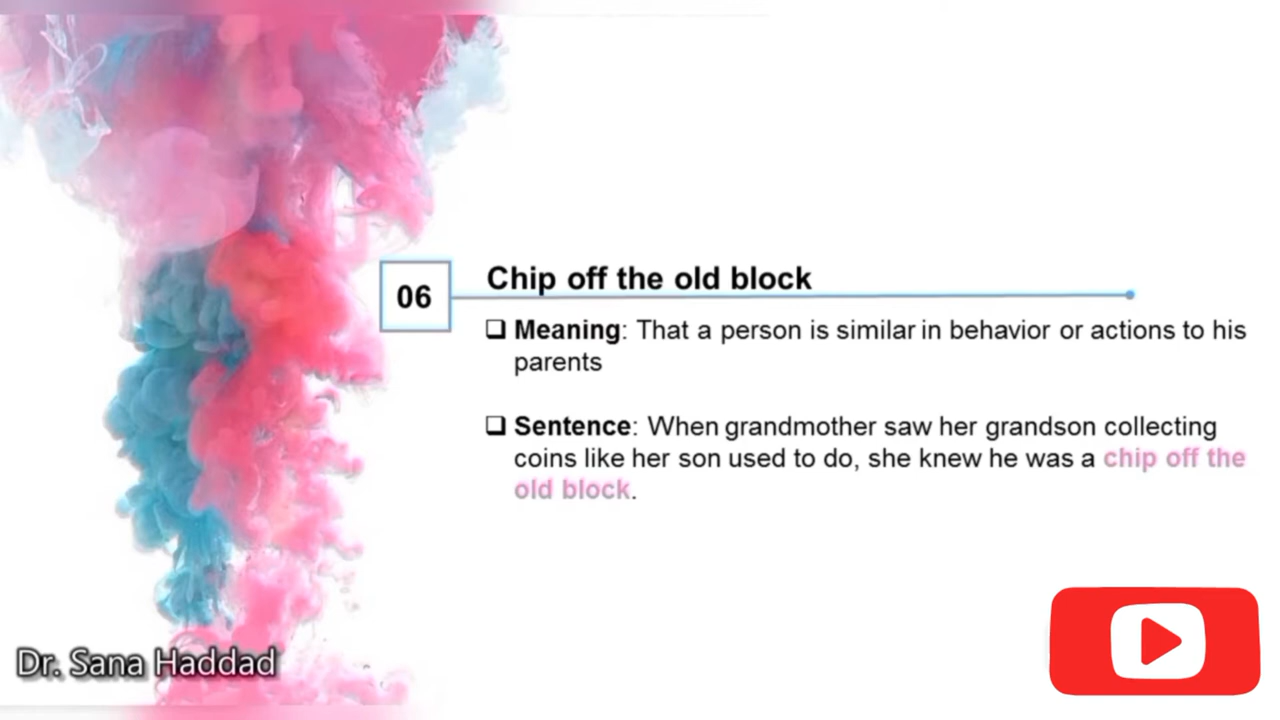 06
Chip off the old block
❑ Meaning: That a person is similar in behavior or actions to his
parents
❑ Sentence: When grandmother saw her grandson collecting
coins like her son used to do, she knew he was a chip off the
old block.
Dr. Sana Haddad